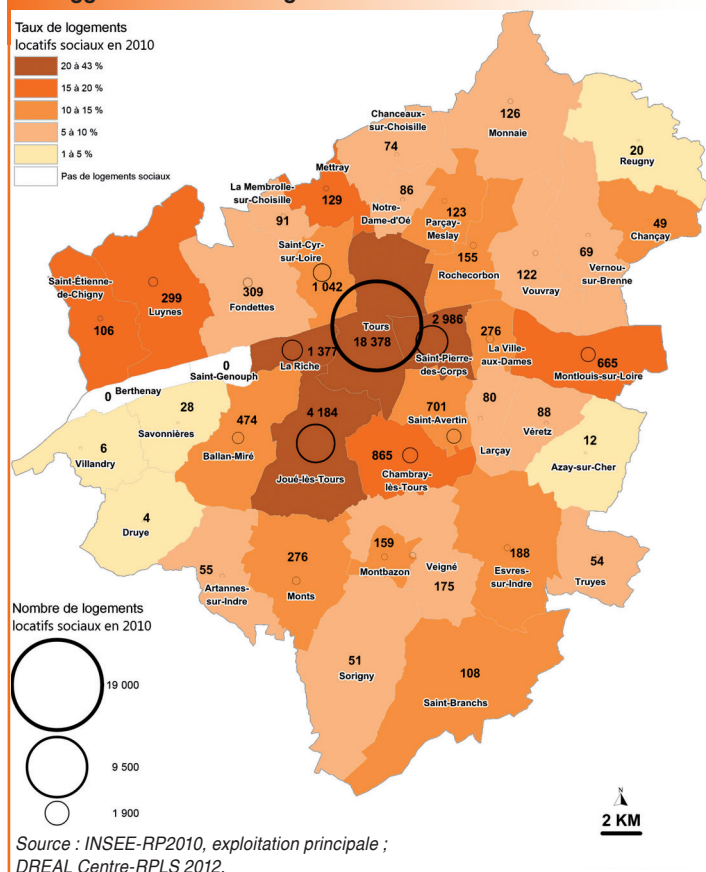 Taux de logements
locatifs sociaux en 2010
20 à 43 %
15 à 20 %
10 à 15 %
5 à 10 %
1 à 5 %
Pas de logements sociaux
126
Monnaie
Chanceaux-
sur-Choisille
74
20
Reugny
Mettray
129
La Membrolle-
sur-Choisille
91
86
Notre-
Dame-d'Oé
123
Parçay-
Meslay
49
Chançay
Saint-Cyr-
sur-Loire
1 042
155
Rochecorbon
69
Vernou-
sur-Brenne
122
Vouvray
Saint-Étienne-
de-Chigny
106
299
Luynes
309
Fondettes
Tours
18 378
2 986
Saint-Pierre-
des-Corps
276
La Ville-
aux-Dames
665
Montlouis-sur-Loire
1 377
La Riche
0
Saint-Genouph
0
Berthenay
28
Savonnières
6
Villandry
474
Ballan-Miré
4 184
Joué-lès-Tours
701
Saint-Avertin
80
Larçay
88
Véretz
12
Azay-sur-Cher
865
Chambray-
lès-Tours
4
Druye
55
Artannes-
sur-Indre
276
Monts
159
Montbazon
Veigné
175
188
Esvres-
sur-Indre
54
Truyes
51
Sorigny
108
Saint-Branchs
Nombre de logements
locatifs sociaux en 2010
19 000
9 500
1 900
N
2 KM
Source : INSEE-RP2010, exploitation principale ;
DREAL Centre-RPLS 2012.